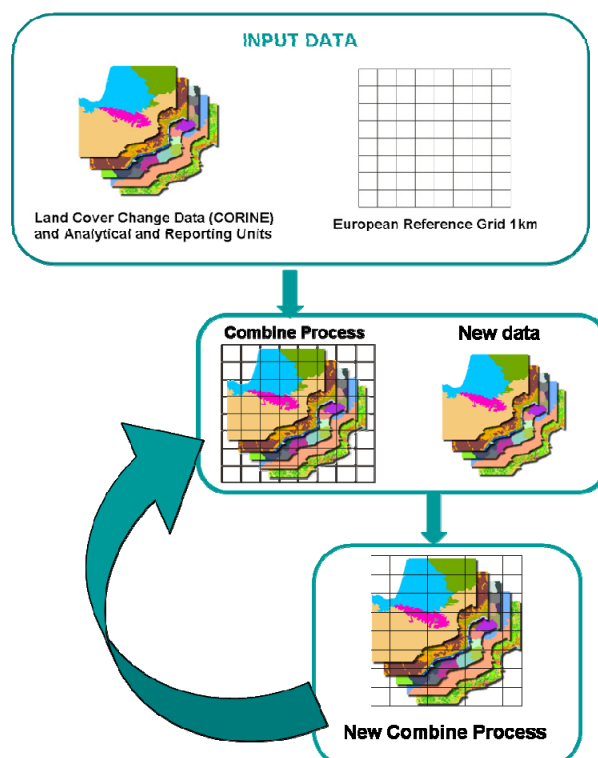 INPUT DATA
Land Cover Change Data (CORINE)
and Analytical and Reporting Units
European Reference Grid 1km
Combine Process
New data
New Combine Process